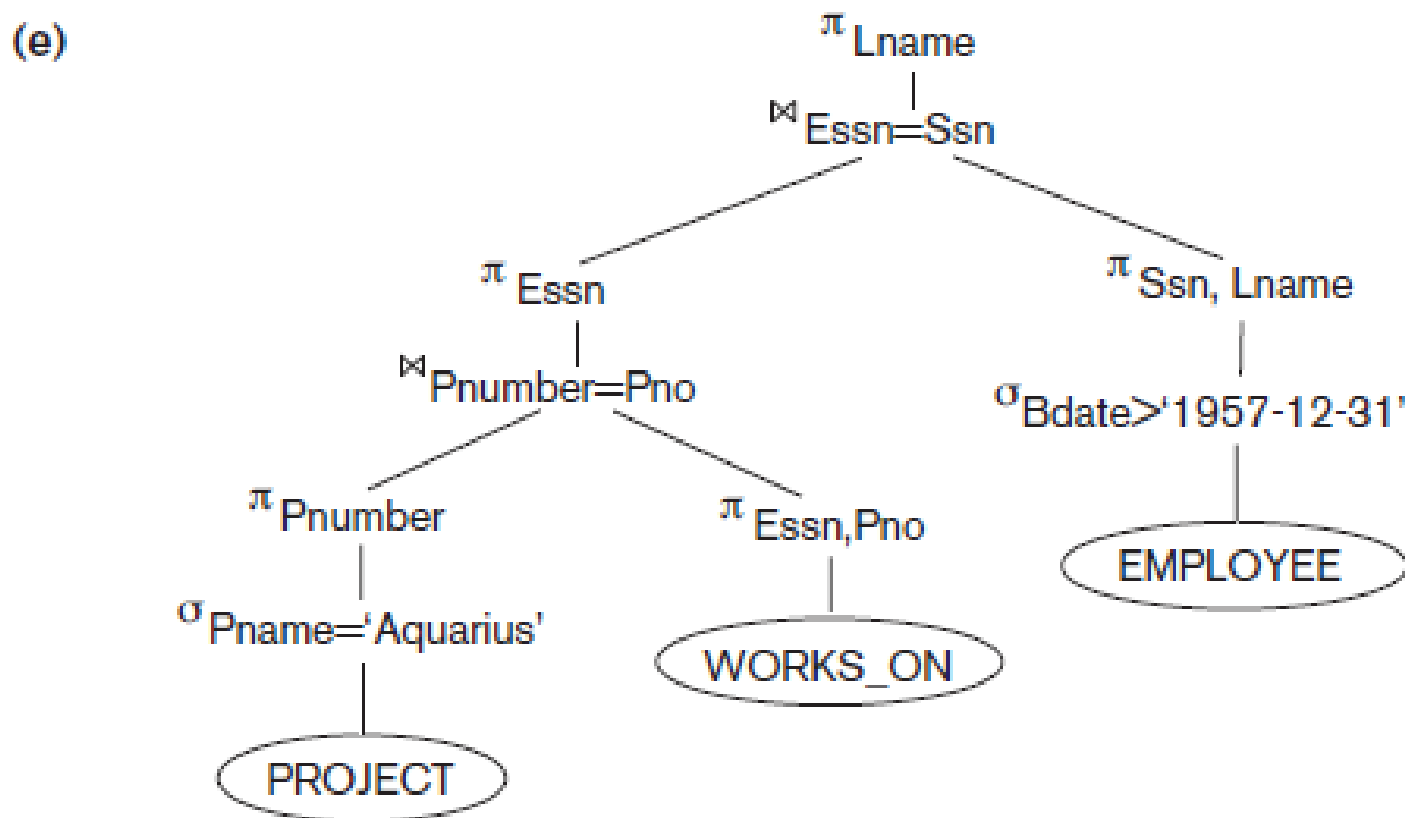 (e)
π Lname
⋈ Essn=Ssn
π Essn
π Ssn, Lname
⋈ Pnumber=Pno
σ Bdate>‘1957-12-31’
π Pnumber
π Essn,Pno
EMPLOYEE
σ Pname=‘Aquarius’
WORKS_ON
PROJECT